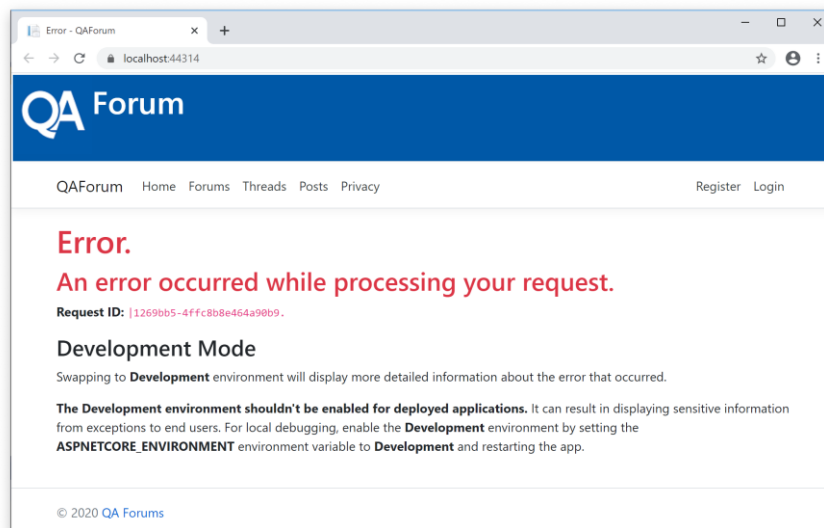 Error - QAForum
localhost:44314
QA Forum
QAForum Home Forums Threads Posts Privacy Register Login
Error.
An error occurred while processing your request.
Request ID: |1269bb5-4ffc8b8e464a90b9.
Development Mode
Swapping to Development environment will display more detailed information about the error that occurred.
The Development environment shouldn't be enabled for deployed applications. It can result in displaying sensitive information
from exceptions to end users. For local debugging, enable the Development environment by setting the
ASPNETCORE_ENVIRONMENT environment variable to Development and restarting the app.
© 2020 QA Forums